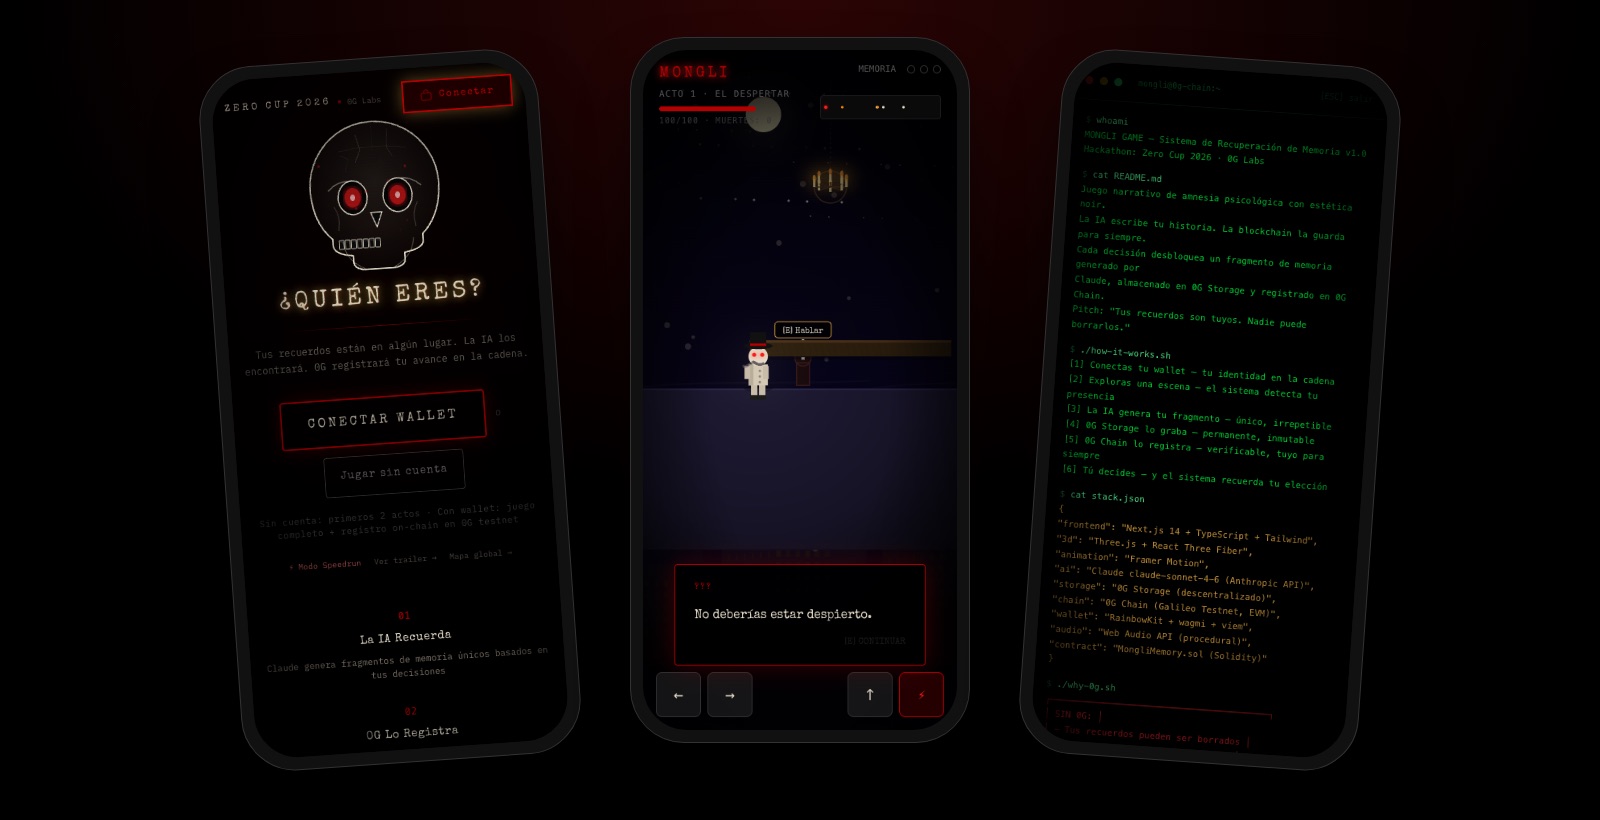 ZERO CUP 2026 • 0G Labs
Conectar
¿QUIÉN ERES?
Tus recuerdos están en algún lugar. La IA los
encontrará. 0G registrará tu avance en la cadena.
CONECTAR WALLET
Jugar sin cuenta
Sin cuenta: primeros 2 actos · Con wallet: juego
completo + registro on-chain en 0G testnet
⚡ Modo Speedrun
Ver trailer →
Mapa global →
01
La IA Recuerda
Claude genera fragmentos de memoria únicos basados en
tus decisiones
02
0G Lo Registra
MONGLI
MEMORIA
ACTO 1 · EL DESPERTAR
100/100 · MUERTE
[E] Hablar
???
No deberías estar despierto.
[E] CONTINUAR
←
→
↑
⚡
mongli@0g-chain:~
$ whoami
MONGLI GAME — Sistema de Recuperación de Memoria v1.0
Hackathon: Zero Cup 2026 · 0G Labs
$ cat README.md
Juego narrativo de amnesia psicológica con estética
noir.
La IA escribe tu historia. La blockchain la guarda
para siempre.
Cada decisión desbloquea un fragmento de memoria
generado por
Claude, almacenado en 0G Storage y registrado en 0G
Chain.
Pitch: "Tus recuerdos son tuyos. Nadie puede
borrarlos."
$ ./how-it-works.sh
[1] Conectas tu wallet — tu identidad en la cadena
[2] Exploras una escena — el sistema detecta tu
presencia
[3] La IA genera tu fragmento — único, irrepetible
[4] 0G Storage lo graba — permanente, inmutable
[5] 0G Chain lo registra — verificable, tuyo para
siempre
[6] Tú decides — y el sistema recuerda tu elección
$ cat stack.json
{
"frontend": "Next.js 14 + TypeScript + Tailwind",
"3d": "Three.js + React Three Fiber",
"animation": "Framer Motion",
"ai": "Claude claude-sonnet-4-6 (Anthropic API)",
"storage": "0G Storage (descentralizado)",
"chain": "0G Chain (Galileo Testnet, EVM)",
"wallet": "RainbowKit + wagmi + viem",
"audio": "Web Audio API (procedural)",
"contract": "MongliMemory.sol (Solidity)"
}
$ ./why-0g.sh
SIN 0G:
Tus recuerdos pueden ser borrados